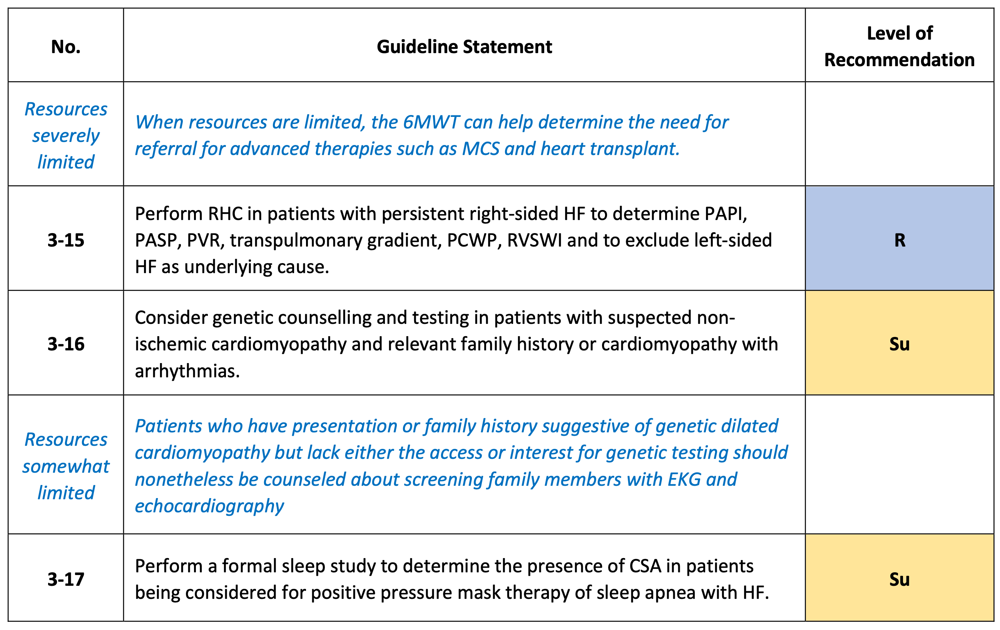 No.
Guideline Statement
Level of
Recommendation
Resources
severely
limited
When resources are limited, the 6MWT can help determine the need for
referral for advanced therapies such as MCS and heart transplant.
3-15
Perform RHC in patients with persistent right-sided HF to determine PAPI,
PASP, PVR, transpulmonary gradient, PCWP, RVSWI and to exclude left-sided
HF as underlying cause.
R
3-16
Consider genetic counselling and testing in patients with suspected non-
ischemic cardiomyopathy and relevant family history or cardiomyopathy with
arrhythmias.
Su
Resources
somewhat
limited
Patients who have presentation or family history suggestive of genetic dilated
cardiomyopathy but lack either the access or interest for genetic testing should
nonetheless be counseled about screening family members with EKG and
echocardiography
3-17
Perform a formal sleep study to determine the presence of CSA in patients
being considered for positive pressure mask therapy of sleep apnea with HF.
Su